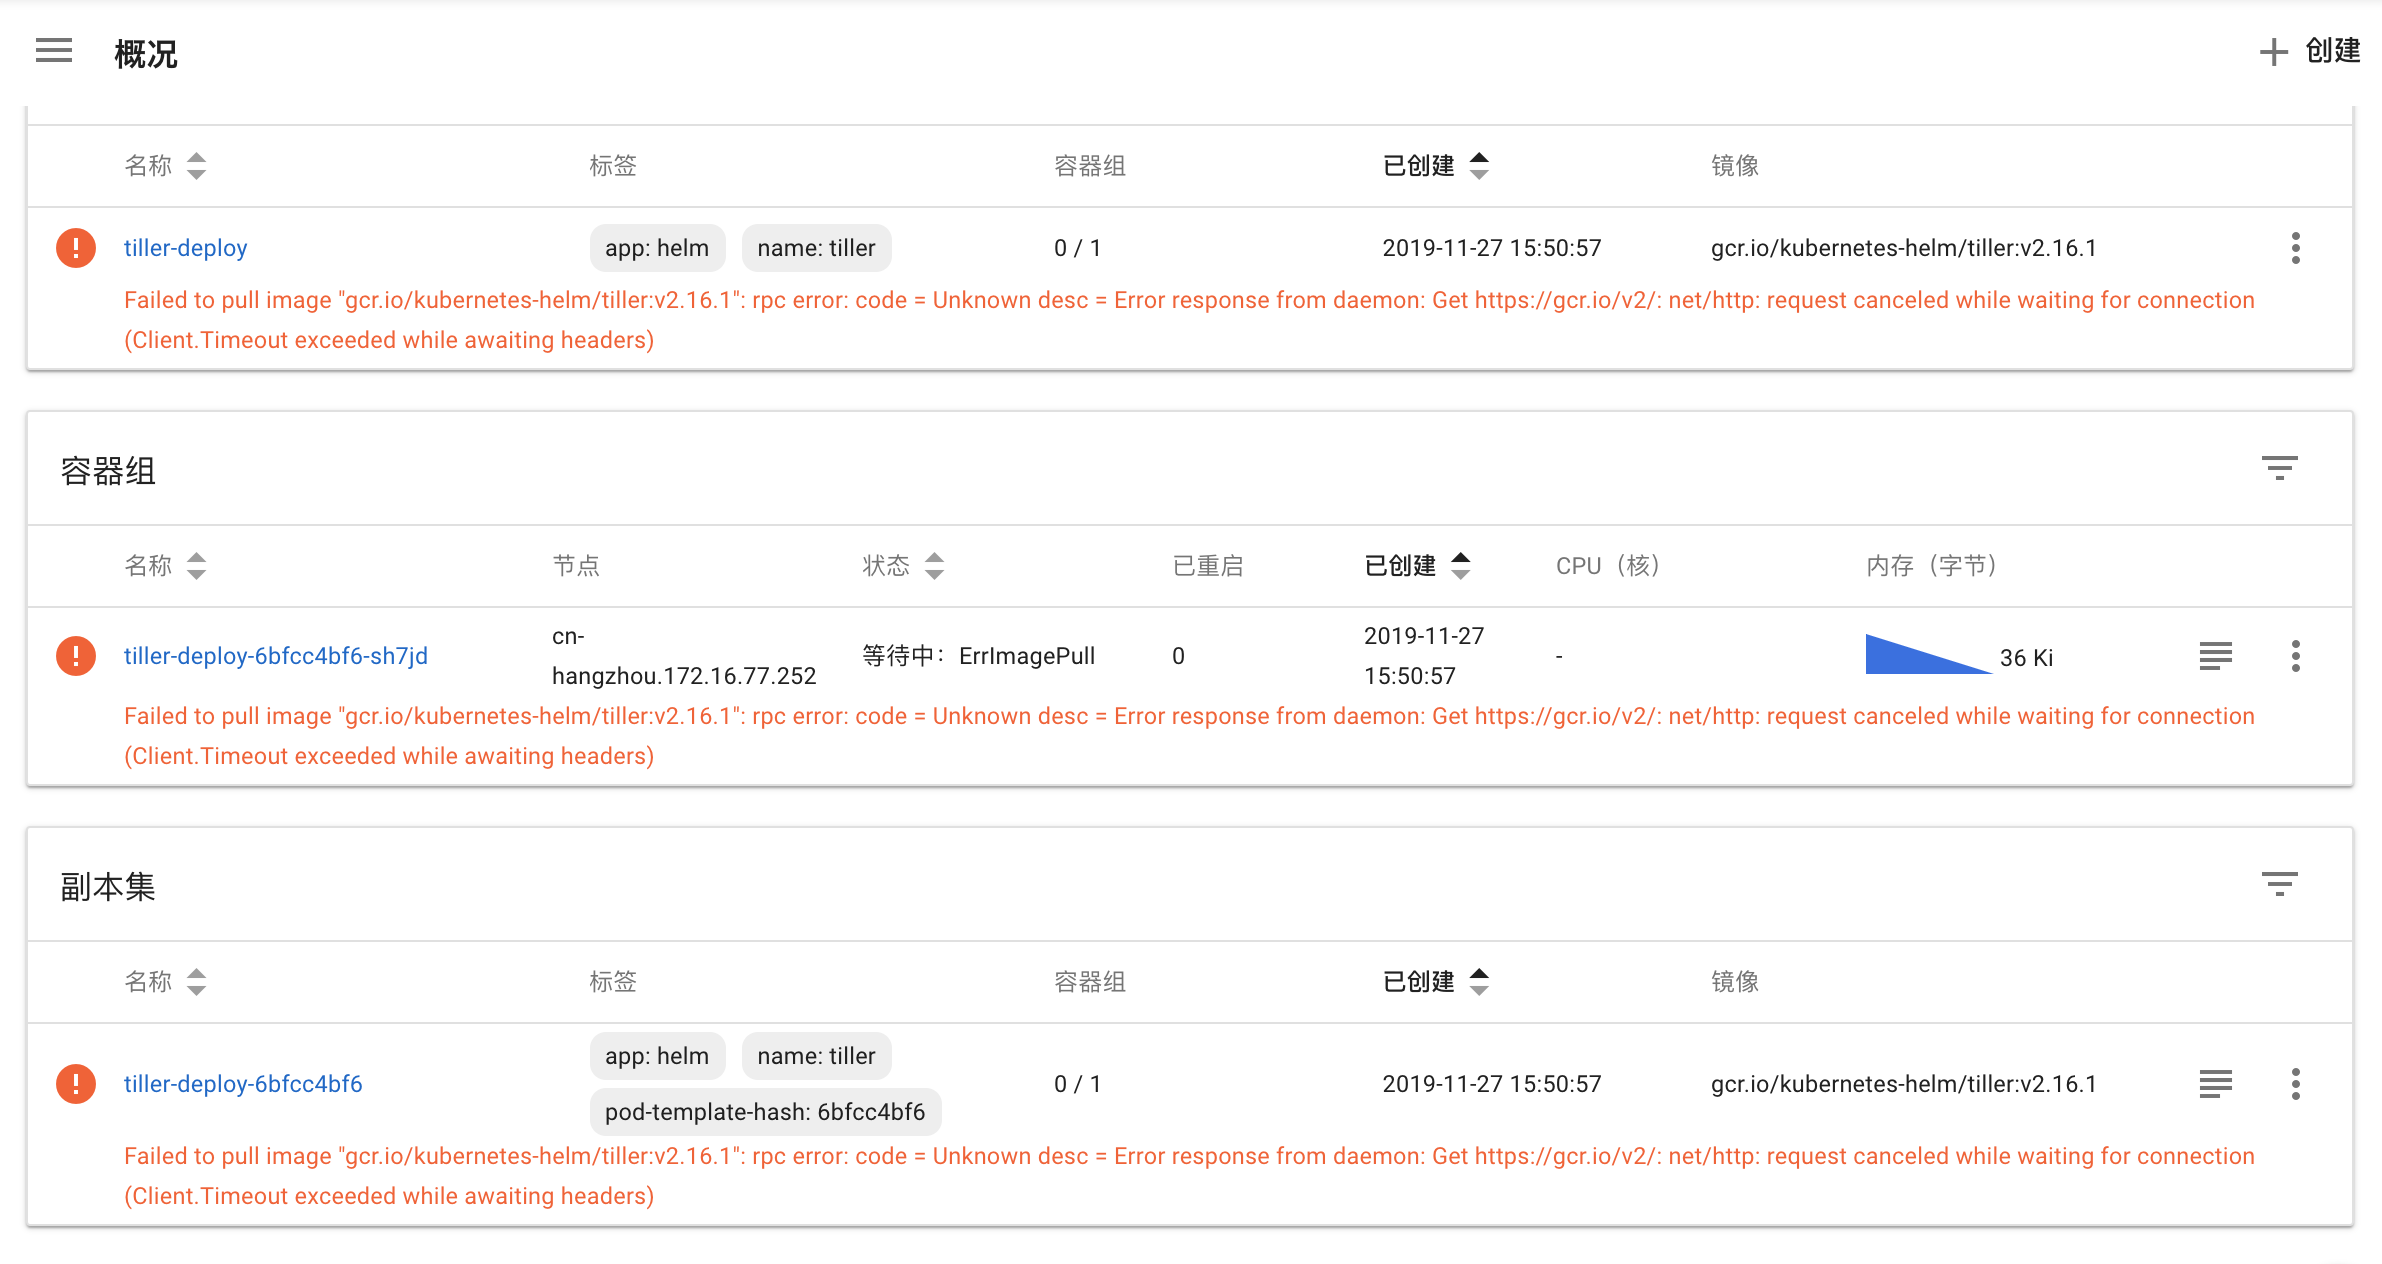 概况
创建
名称 标签 容器组 已创建 镜像
tiller-deploy app: helm name: tiller 0 / 1 2019-11-27 15:50:57 gcr.io/kubernetes-helm/tiller:v2.16.1
Failed to pull image "gcr.io/kubernetes-helm/tiller:v2.16.1": rpc error: code = Unknown desc = Error response from daemon: Get https://gcr.io/v2/: net/http: request canceled while waiting for connection
(Client.Timeout exceeded while awaiting headers)
容器组
名称 节点 状态 已重启 已创建 CPU（核） 内存（字节）
tiller-deploy-6bfcc4bf6-sh7jd
cn-
hangzhou.172.16.77.252
等待中：ErrImagePull
0
2019-11-27
15:50:57
-
36 Ki
Failed to pull image "gcr.io/kubernetes-helm/tiller:v2.16.1": rpc error: code = Unknown desc = Error response from daemon: Get https://gcr.io/v2/: net/http: request canceled while waiting for connection
(Client.Timeout exceeded while awaiting headers)
副本集
名称 标签 容器组 已创建 镜像
tiller-deploy-6bfcc4bf6
app: helm name: tiller
pod-template-hash: 6bfcc4bf6
0 / 1
2019-11-27 15:50:57
gcr.io/kubernetes-helm/tiller:v2.16.1
Failed to pull image "gcr.io/kubernetes-helm/tiller:v2.16.1": rpc error: code = Unknown desc = Error response from daemon: Get https://gcr.io/v2/: net/http: request canceled while waiting for connection
(Client.Timeout exceeded while awaiting headers)